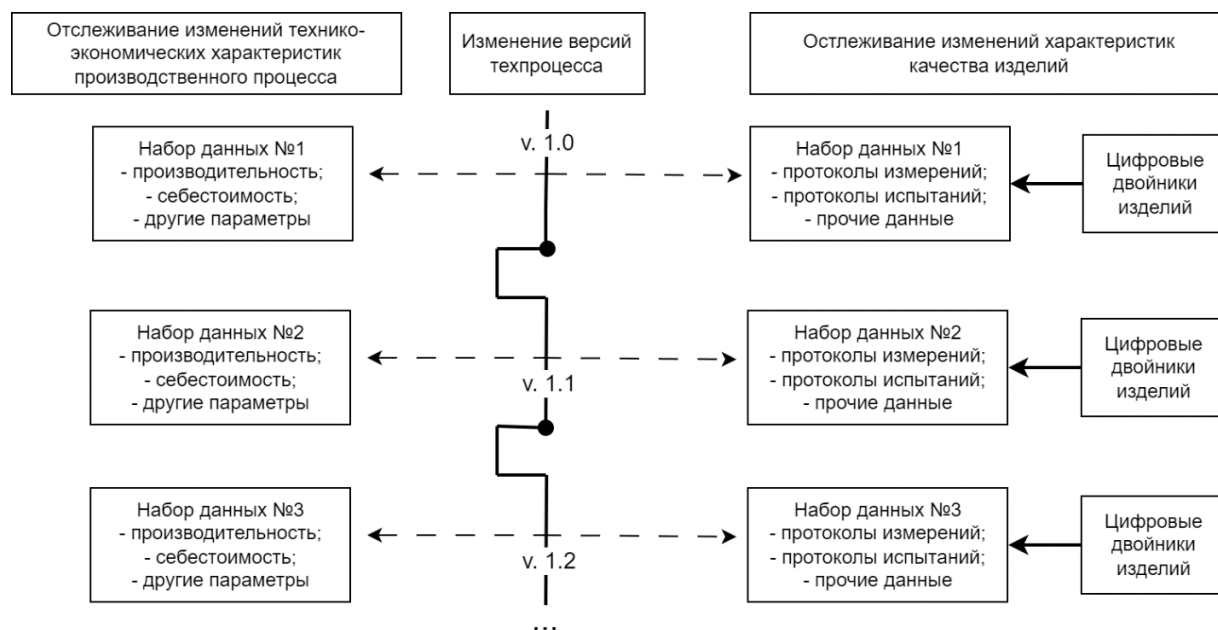 Отслеживание изменений технико-
экономических характеристик
производственного процесса
Изменение версий
техпроцесса
Остлеживание изменений характеристик
качества изделий
v. 1.0
Набор данных №1
- производительность;
- себестоимость;
- другие параметры
Набор данных №1
- протоколы измерений;
- протоколы испытаний;
- прочие данные
Цифровые
двойники
изделий
Набор данных №2
- производительность;
- себестоимость;
- другие параметры
v. 1.1
Набор данных №2
- протоколы измерений;
- протоколы испытаний;
- прочие данные
Цифровые
двойники
изделий
Набор данных №3
- производительность;
- себестоимость;
- другие параметры
v. 1.2
Набор данных №3
- протоколы измерений;
- протоколы испытаний;
- прочие данные
Цифровые
двойники
изделий
...